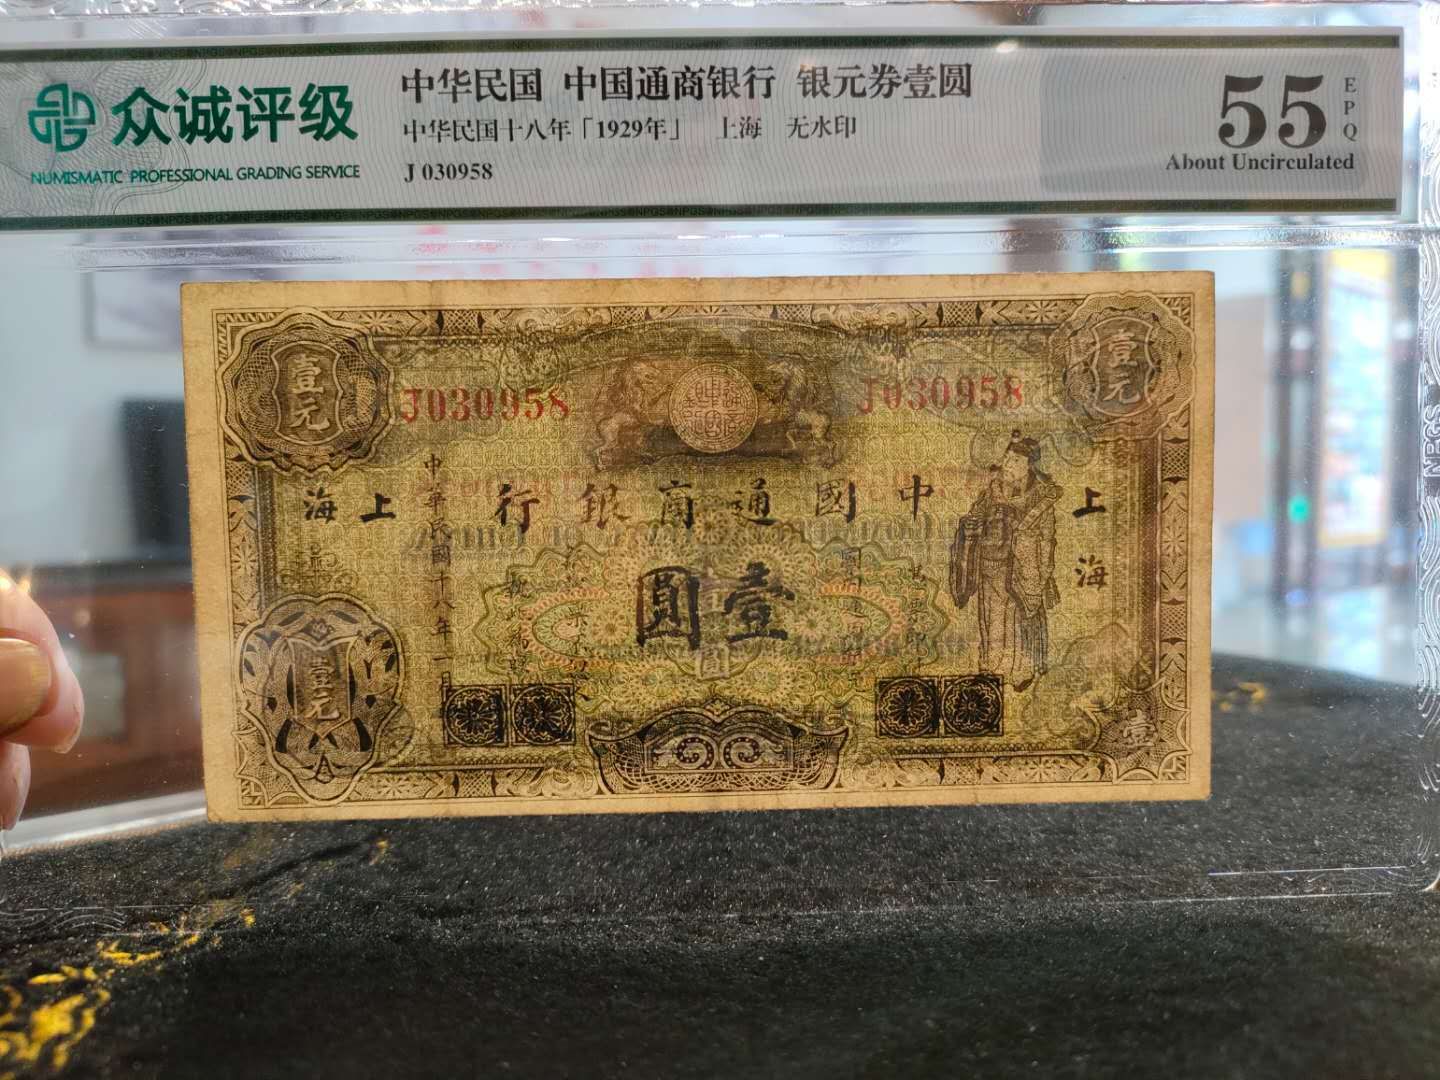 众诚评级
NUMISMATIC PROFESSIONAL GRADING SERVICE
中华民国 中国通商银行 银元券壹圆
中华民国十八年「1929年」 上海 无水印
J 030958
55
EPQ
About Uncirculated
壹元
壹元
J030958
J030958
行銀商通國中
海上
上海
中華民國十八年一月
圓壹
圓
壹元
壹